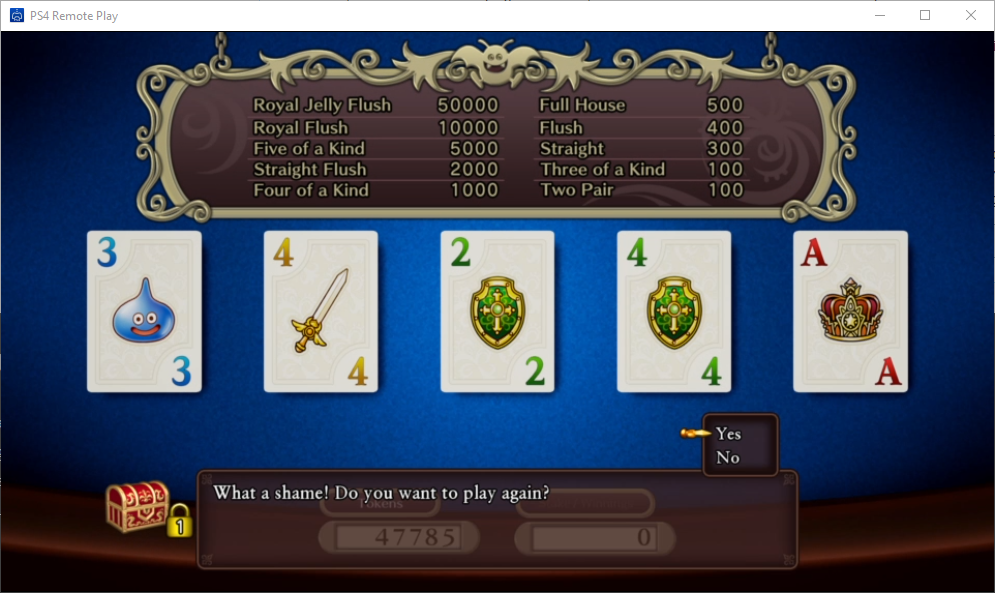 PS4 Remote Play
Royal Jelly Flush 50000 Full House 500
Royal Flush 10000 Flush 400
Five of a Kind 5000 Straight 300
Straight Flush 2000 Three of a Kind 100
Four of a Kind 1000 Two Pair 100
3 4 2 4 A
3 4 2 4 A
Yes
No
What a shame! Do you want to play again?
Tokens
1 47785 0